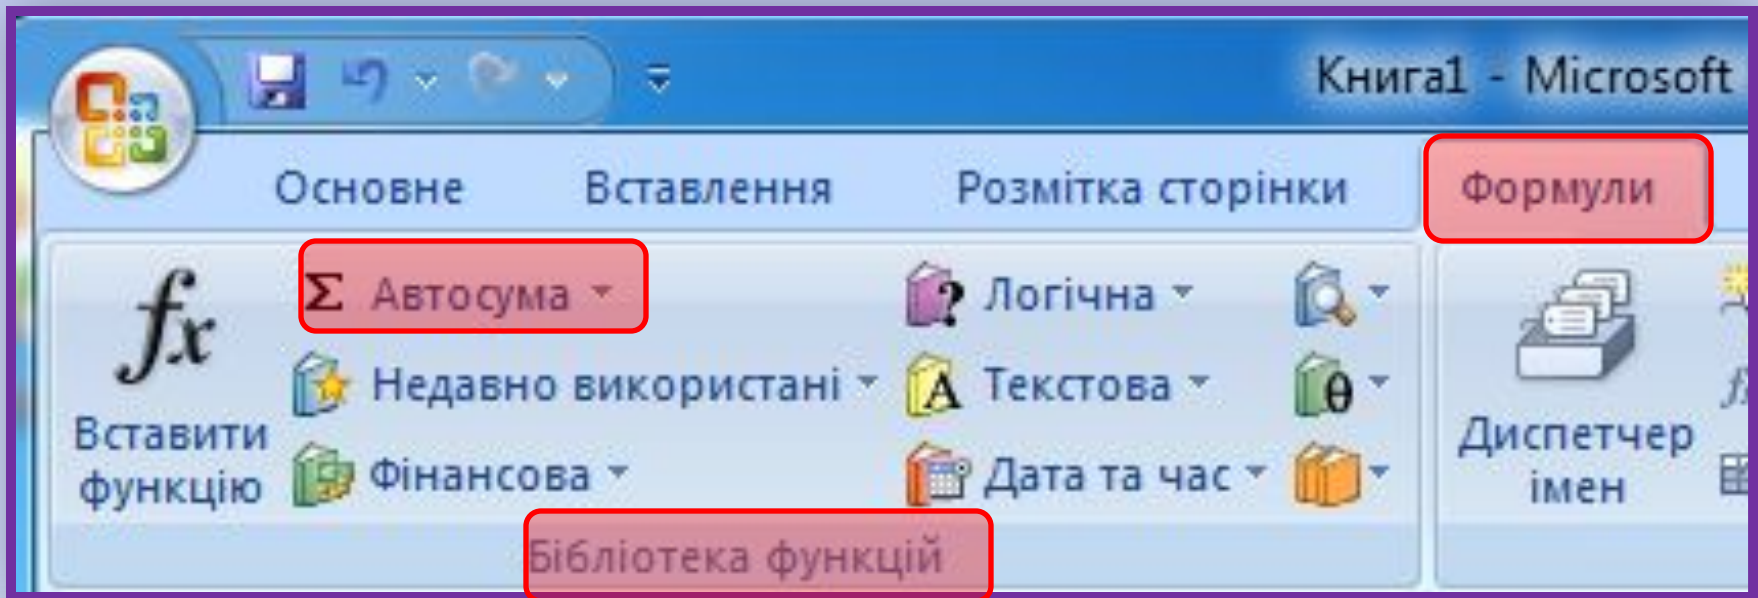 Книга1 - Microsoft
Основне Вставлення Розмітка сторінки Формули
Σ Автосума Логічна
Недавно використані Текстова
Вставити функцію
Фінансова Дата та час
Диспетчер імен
Бібліотека функцій